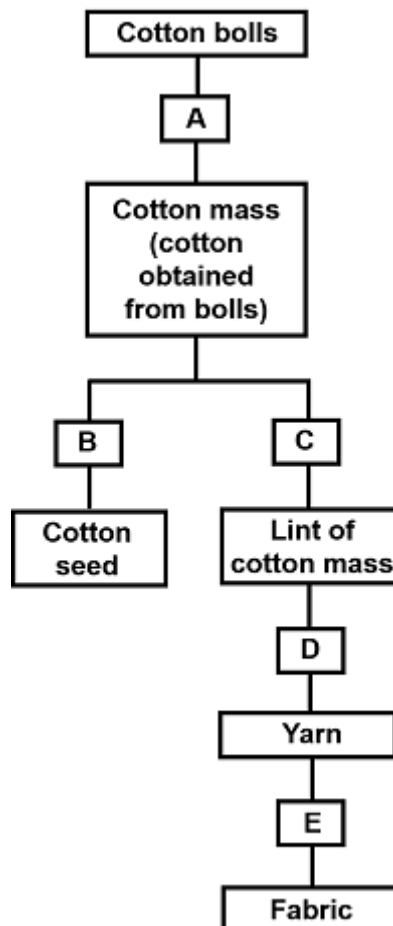 Cotton bolls
A
Cotton mass
(cotton
obtained
from bolls)
B
C
Cotton
seed
Lint of
cotton mass
D
Yarn
E
Fabric